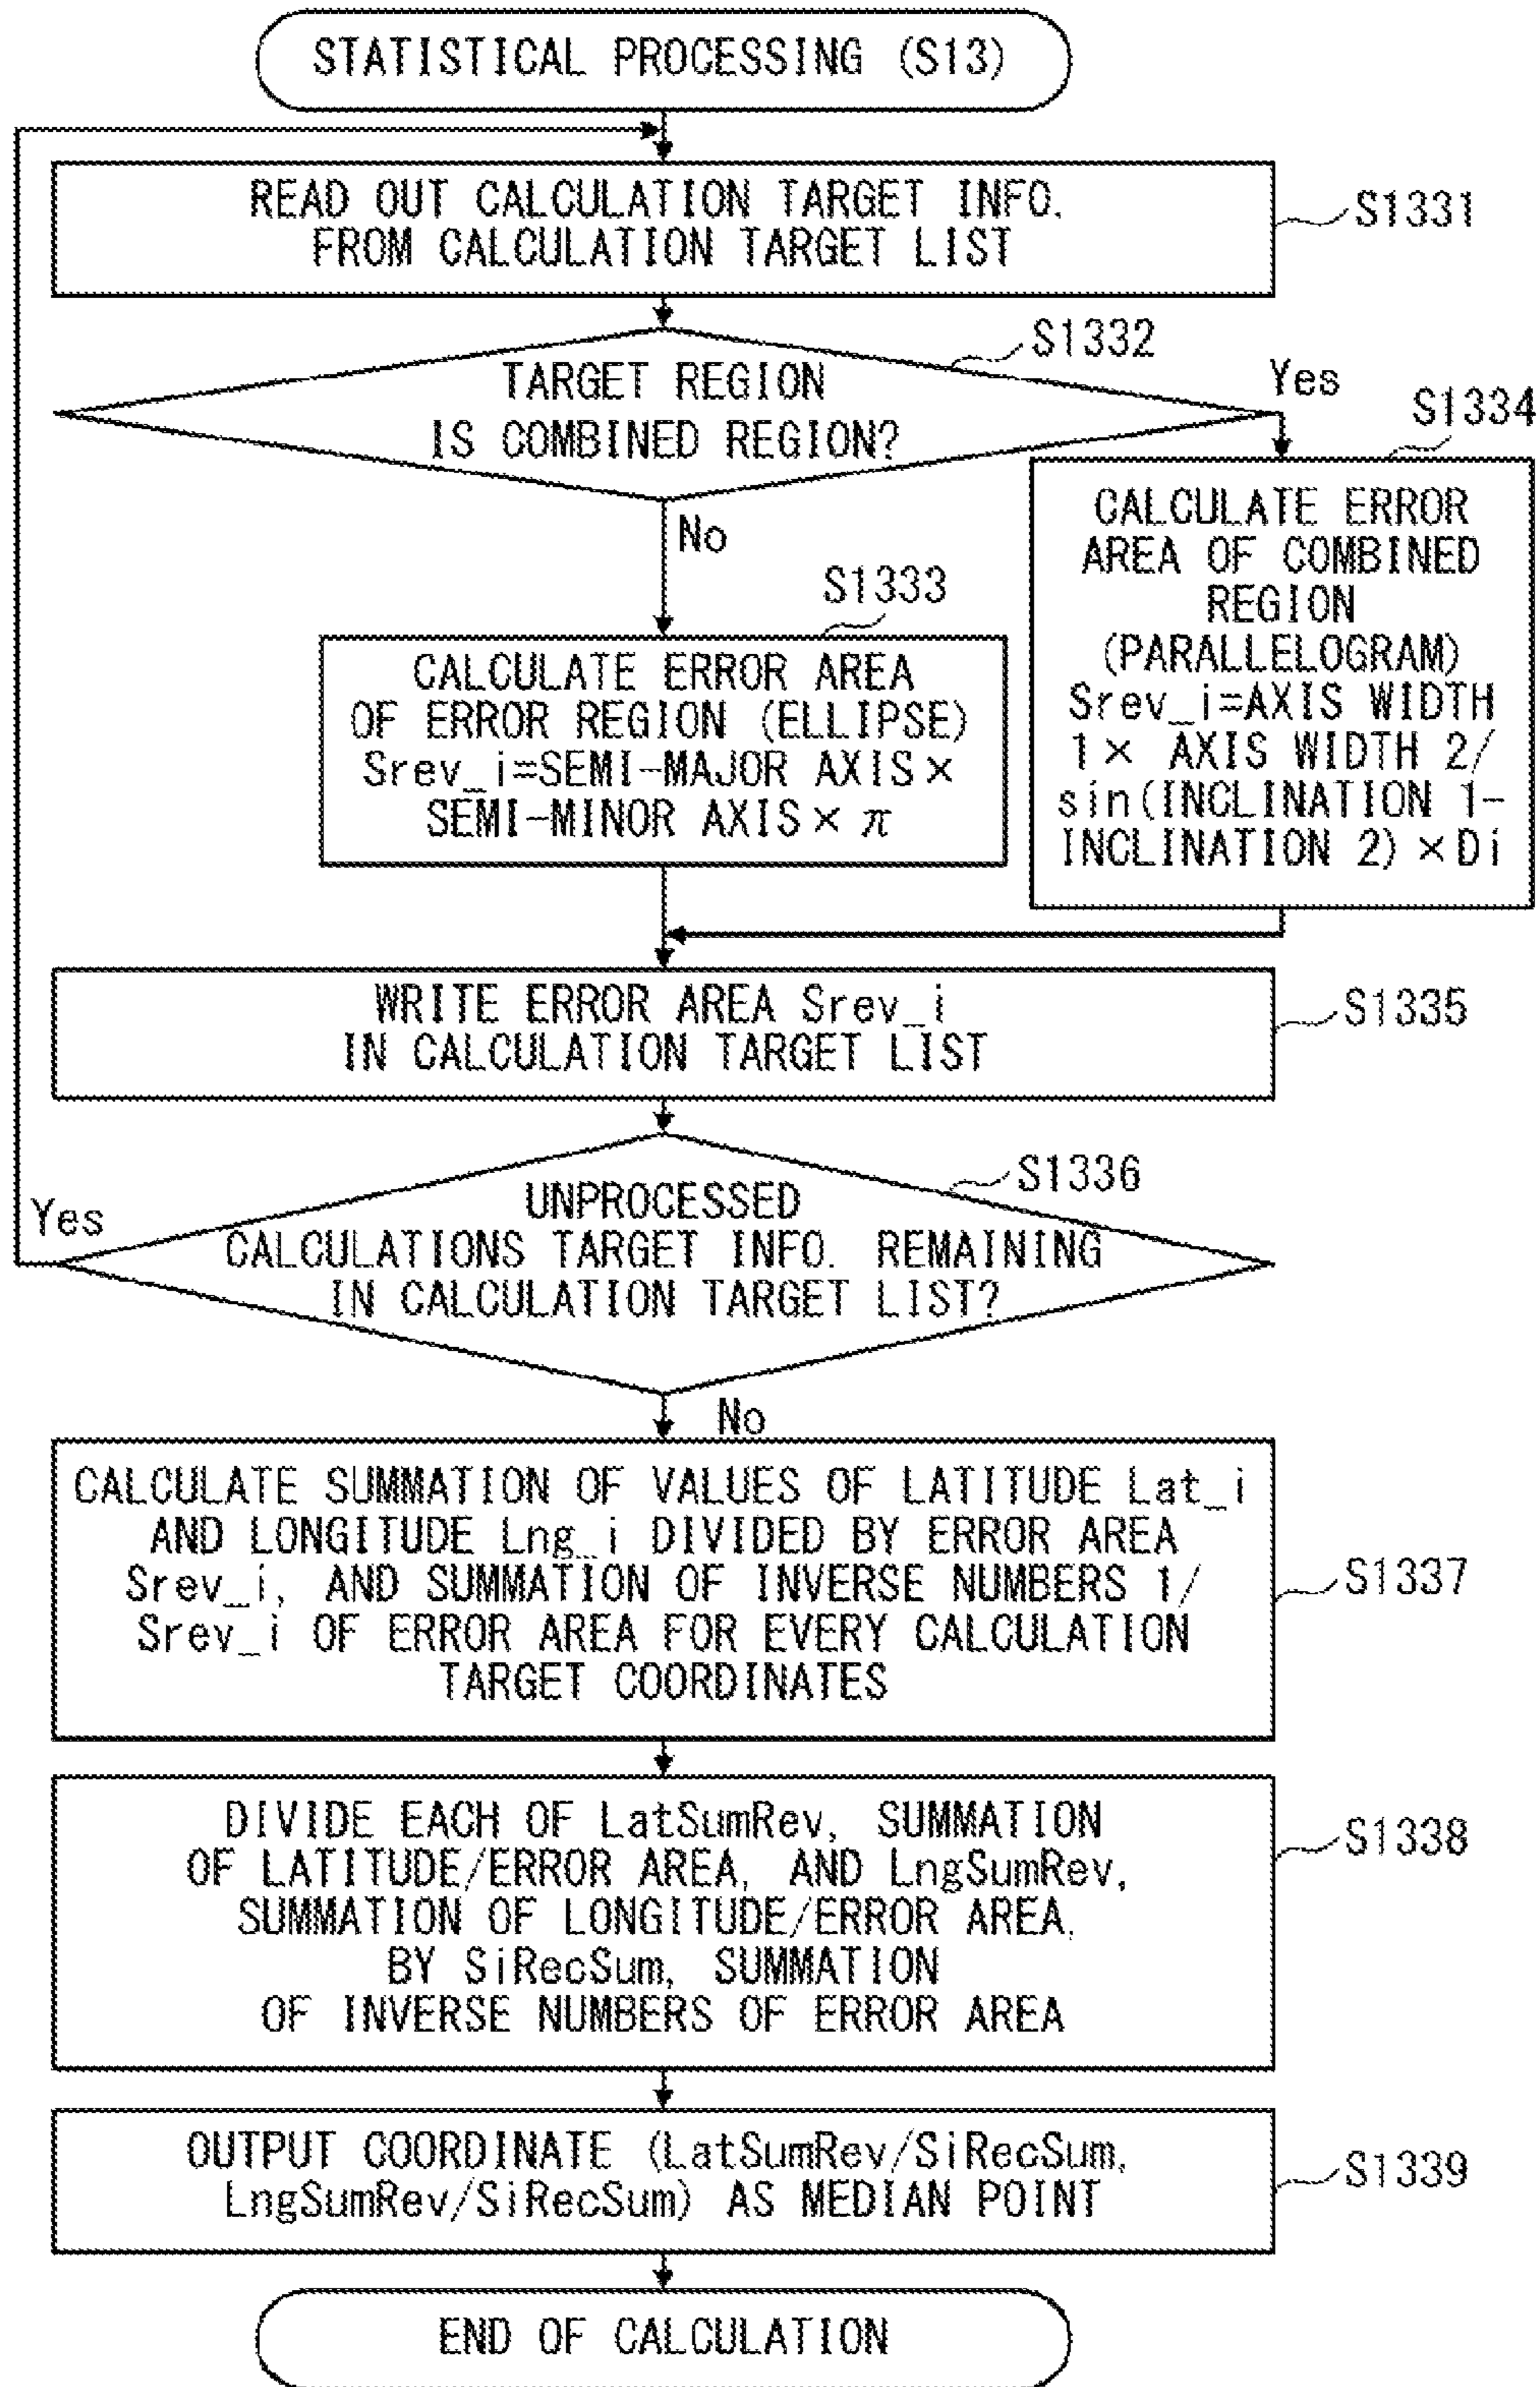 STATISTICAL PROCESSING (S13)
READ OUT CALCULATION TARGET INFO.
FROM CALCULATION TARGET LIST
S1331
S1332
TARGET REGION
IS COMBINED REGION?
Yes
No
S1334
CALCULATE ERROR
AREA OF COMBINED
REGION
(PARALLELOGRAM)
Srev_i=AXIS WIDTH
1× AXIS WIDTH 2/
sin(INCLINATION 1-
INCLINATION 2)×Di
S1333
CALCULATE ERROR AREA
OF ERROR REGION (ELLIPSE)
Srev_i=SEMI-MAJOR AXIS×
SEMI-MINOR AXIS×π
WRITE ERROR AREA Srev_i
IN CALCULATION TARGET LIST
S1335
S1336
UNPROCESSED
CALCULATIONS TARGET INFO. REMAINING
IN CALCULATION TARGET LIST?
Yes
No
CALCULATE SUMMATION OF VALUES OF LATITUDE Lat_i
AND LONGITUDE Lng_i DIVIDED BY ERROR AREA
Srev_i, AND SUMMATION OF INVERSE NUMBERS 1/
Srev_i OF ERROR AREA FOR EVERY CALCULATION
TARGET COORDINATES
S1337
DIVIDE EACH OF LatSumRev, SUMMATION
OF LATITUDE/ERROR AREA, AND LngSumRev,
SUMMATION OF LONGITUDE/ERROR AREA,
BY SiRecSum, SUMMATION
OF INVERSE NUMBERS OF ERROR AREA
S1338
OUTPUT COORDINATE (LatSumRev/SiRecSum,
LngSumRev/SiRecSum) AS MEDIAN POINT
S1339
END OF CALCULATION